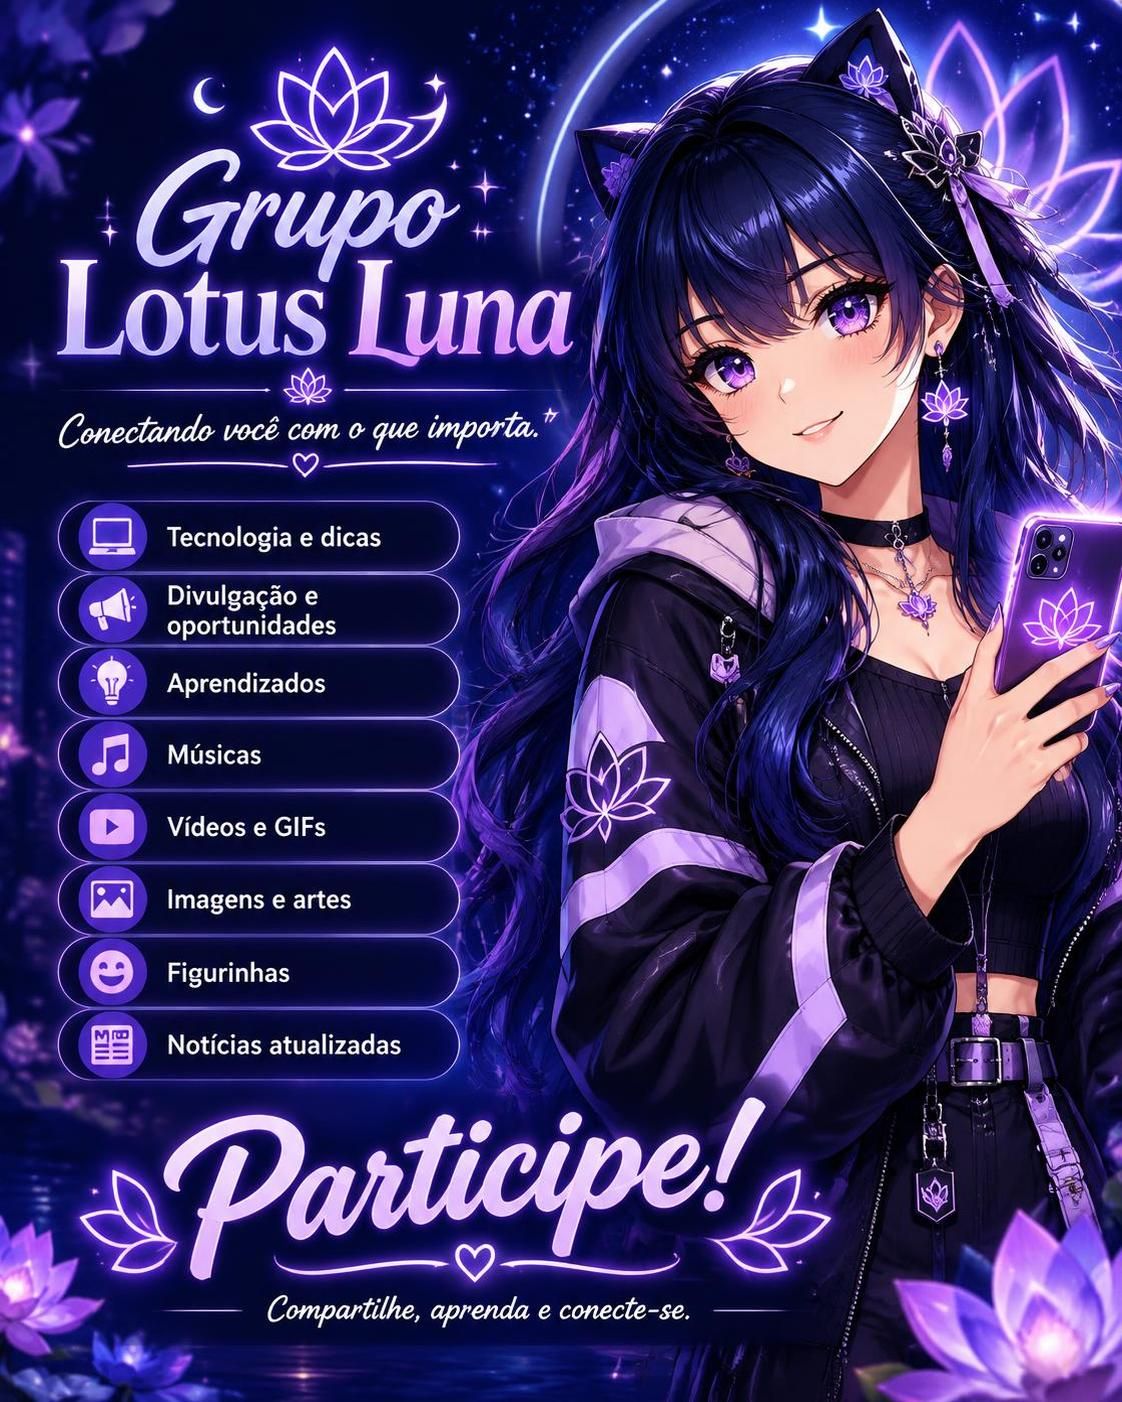 Grupo
Lotus Luna
Conectando você com o que importa.
Tecnologia e dicas
Divulgação e
oportunidades
Aprendizados
Músicas
Vídeos e GIFs
Imagens e artes
Figurinhas
Notícias atualizadas
Participe!
Compartilhe, aprenda e conecte-se.